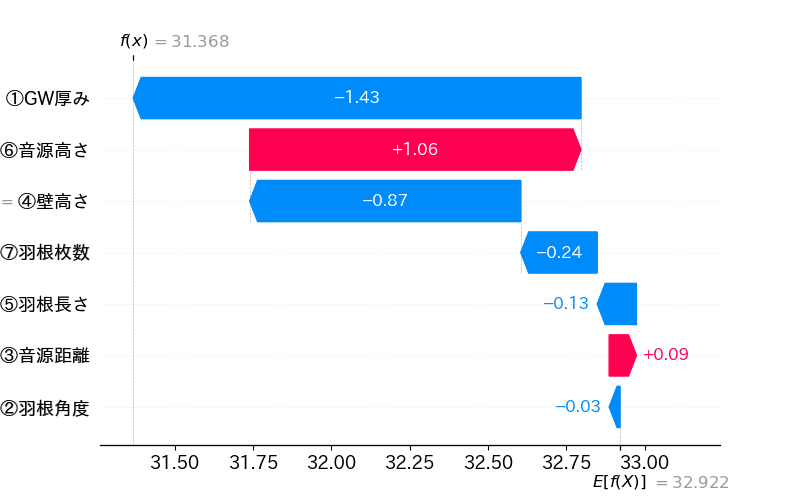 f(x) = 31.368
①GW厚み
−1.43
⑥音源高さ
+1.06
= ④壁高さ
−0.87
⑦羽根枚数
−0.24
⑤羽根長さ
−0.13
③音源距離
+0.09
②羽根角度
−0.03
31.50 31.75 32.00 32.25 32.50 32.75 33.00
E[f(X)] = 32.922